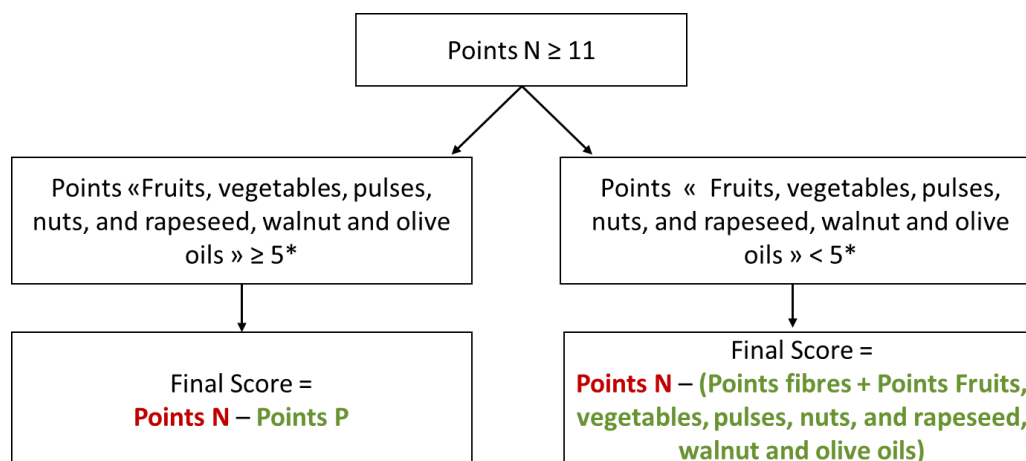 Points N ≥ 11
Points «Fruits, vegetables, pulses,
nuts, and rapeseed, walnut and olive
oils » ≥ 5*
Points « Fruits, vegetables, pulses,
nuts, and rapeseed, walnut and olive
oils » < 5*
Final Score =
Points N – Points P
Final Score =
Points N – (Points fibres + Points Fruits,
vegetables, pulses, nuts, and rapeseed,
walnut and olive oils)